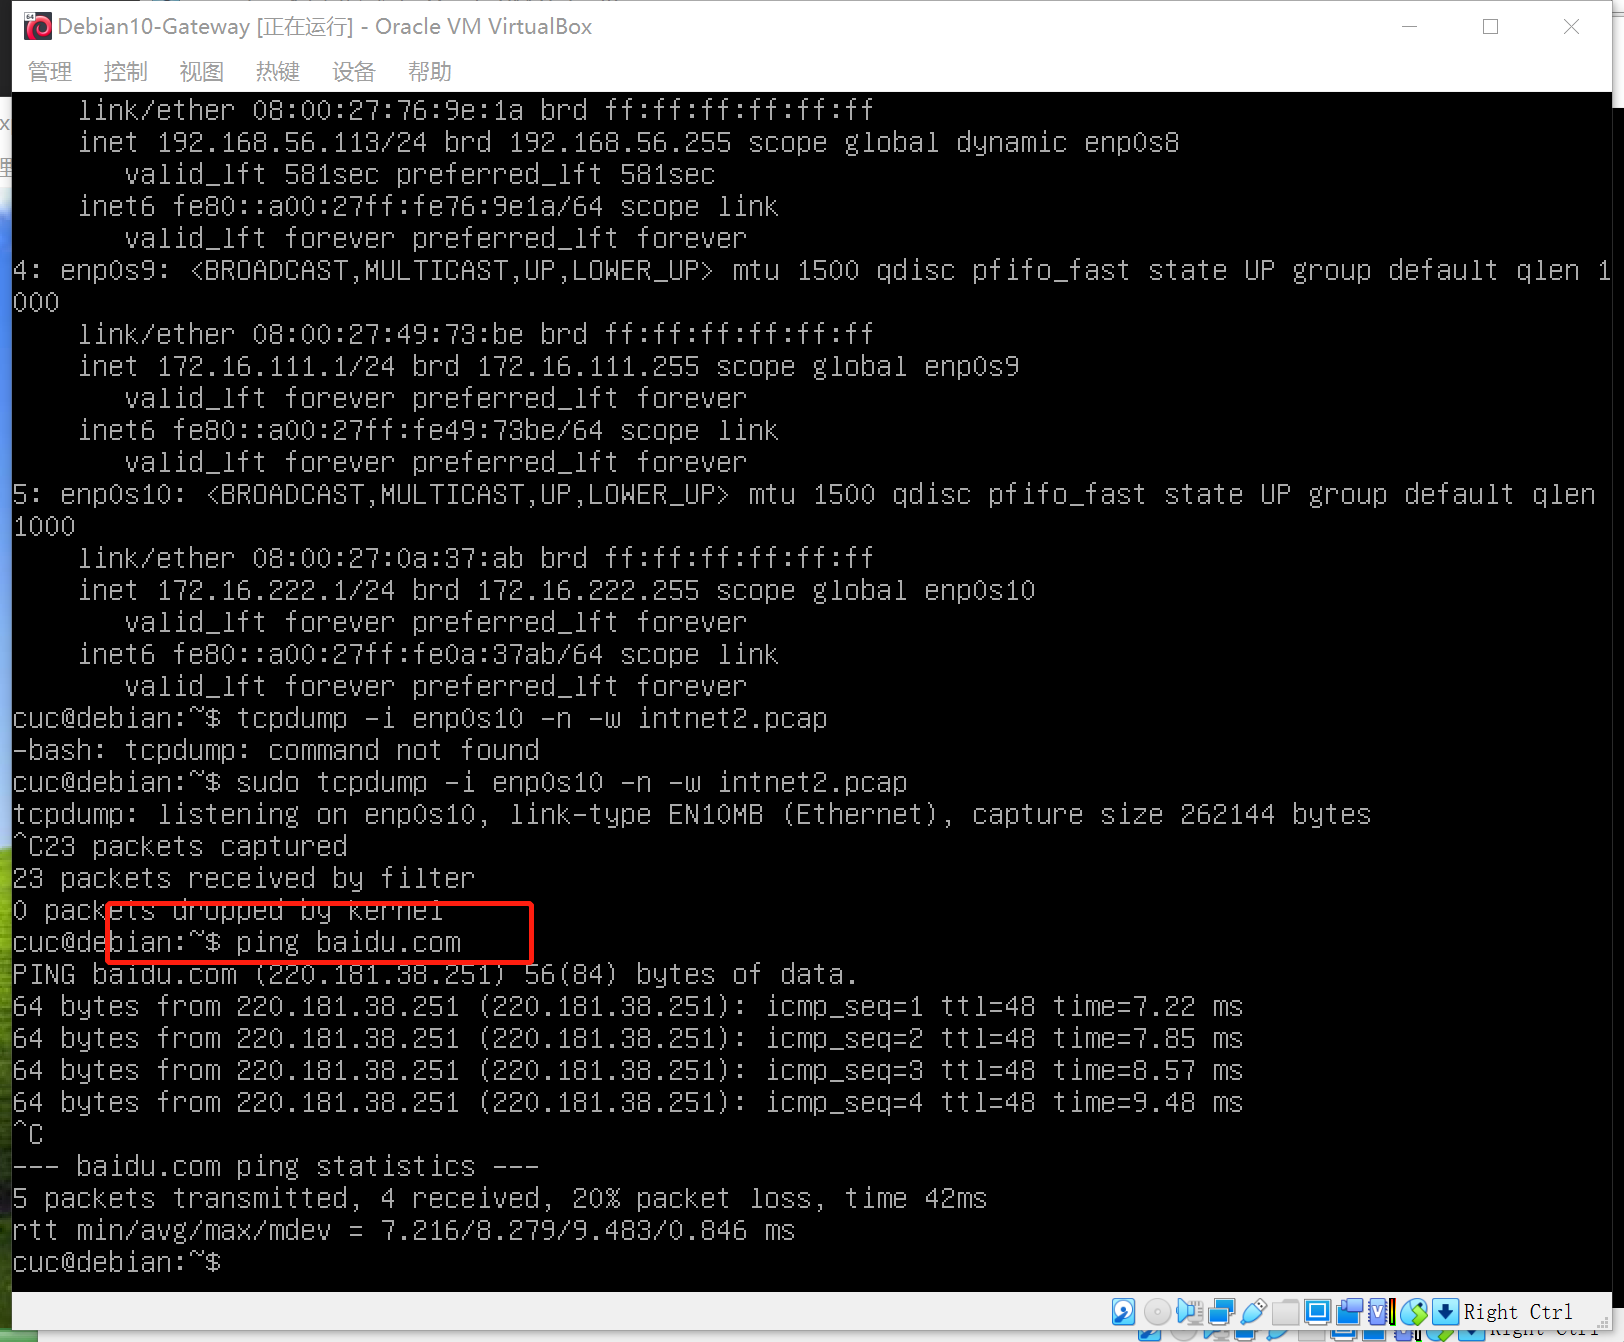 Debian10-Gateway [正在运行] - Oracle VM VirtualBox
管理 控制 视图 热键 设备 帮助
link/ether 08:00:27:76:9e:1a brd ff:ff:ff:ff:ff:ff
inet 192.168.56.113/24 brd 192.168.56.255 scope global dynamic enp0s8
valid_lft 581sec preferred_lft 581sec
inet6 fe80::a00:27ff:fe76:9e1a/64 scope link
valid_lft forever preferred_lft forever
4: enp0s9: <BROADCAST,MULTICAST,UP,LOWER_UP> mtu 1500 qdisc pfifo_fast state UP group default qlen 1
000
link/ether 08:00:27:49:73:be brd ff:ff:ff:ff:ff:ff
inet 172.16.111.1/24 brd 172.16.111.255 scope global enp0s9
valid_lft forever preferred_lft forever
inet6 fe80::a00:27ff:fe49:73be/64 scope link
valid_lft forever preferred_lft forever
5: enp0s10: <BROADCAST,MULTICAST,UP,LOWER_UP> mtu 1500 qdisc pfifo_fast state UP group default qlen
1000
link/ether 08:00:27:0a:37:ab brd ff:ff:ff:ff:ff:ff
inet 172.16.222.1/24 brd 172.16.222.255 scope global enp0s10
valid_lft forever preferred_lft forever
inet6 fe80::a00:27ff:fe0a:37ab/64 scope link
valid_lft forever preferred_lft forever
cuc@debian:~$ tcpdump -i enp0s10 -n -w intnet2.pcap
-bash: tcpdump: command not found
cuc@debian:~$ sudo tcpdump -i enp0s10 -n -w intnet2.pcap
tcpdump: listening on enp0s10, link-type EN10MB (Ethernet), capture size 262144 bytes
^C23 packets captured
23 packets received by filter
0 packets dropped by kernel
cuc@debian:~$ ping baidu.com
PING baidu.com (220.181.38.251) 56(84) bytes of data.
64 bytes from 220.181.38.251 (220.181.38.251): icmp_seq=1 ttl=48 time=7.22 ms
64 bytes from 220.181.38.251 (220.181.38.251): icmp_seq=2 ttl=48 time=7.85 ms
64 bytes from 220.181.38.251 (220.181.38.251): icmp_seq=3 ttl=48 time=8.57 ms
64 bytes from 220.181.38.251 (220.181.38.251): icmp_seq=4 ttl=48 time=9.48 ms
^C
--- baidu.com ping statistics ---
5 packets transmitted, 4 received, 20% packet loss, time 42ms
rtt min/avg/max/mdev = 7.216/8.279/9.483/0.846 ms
cuc@debian:~$
Right Ctrl